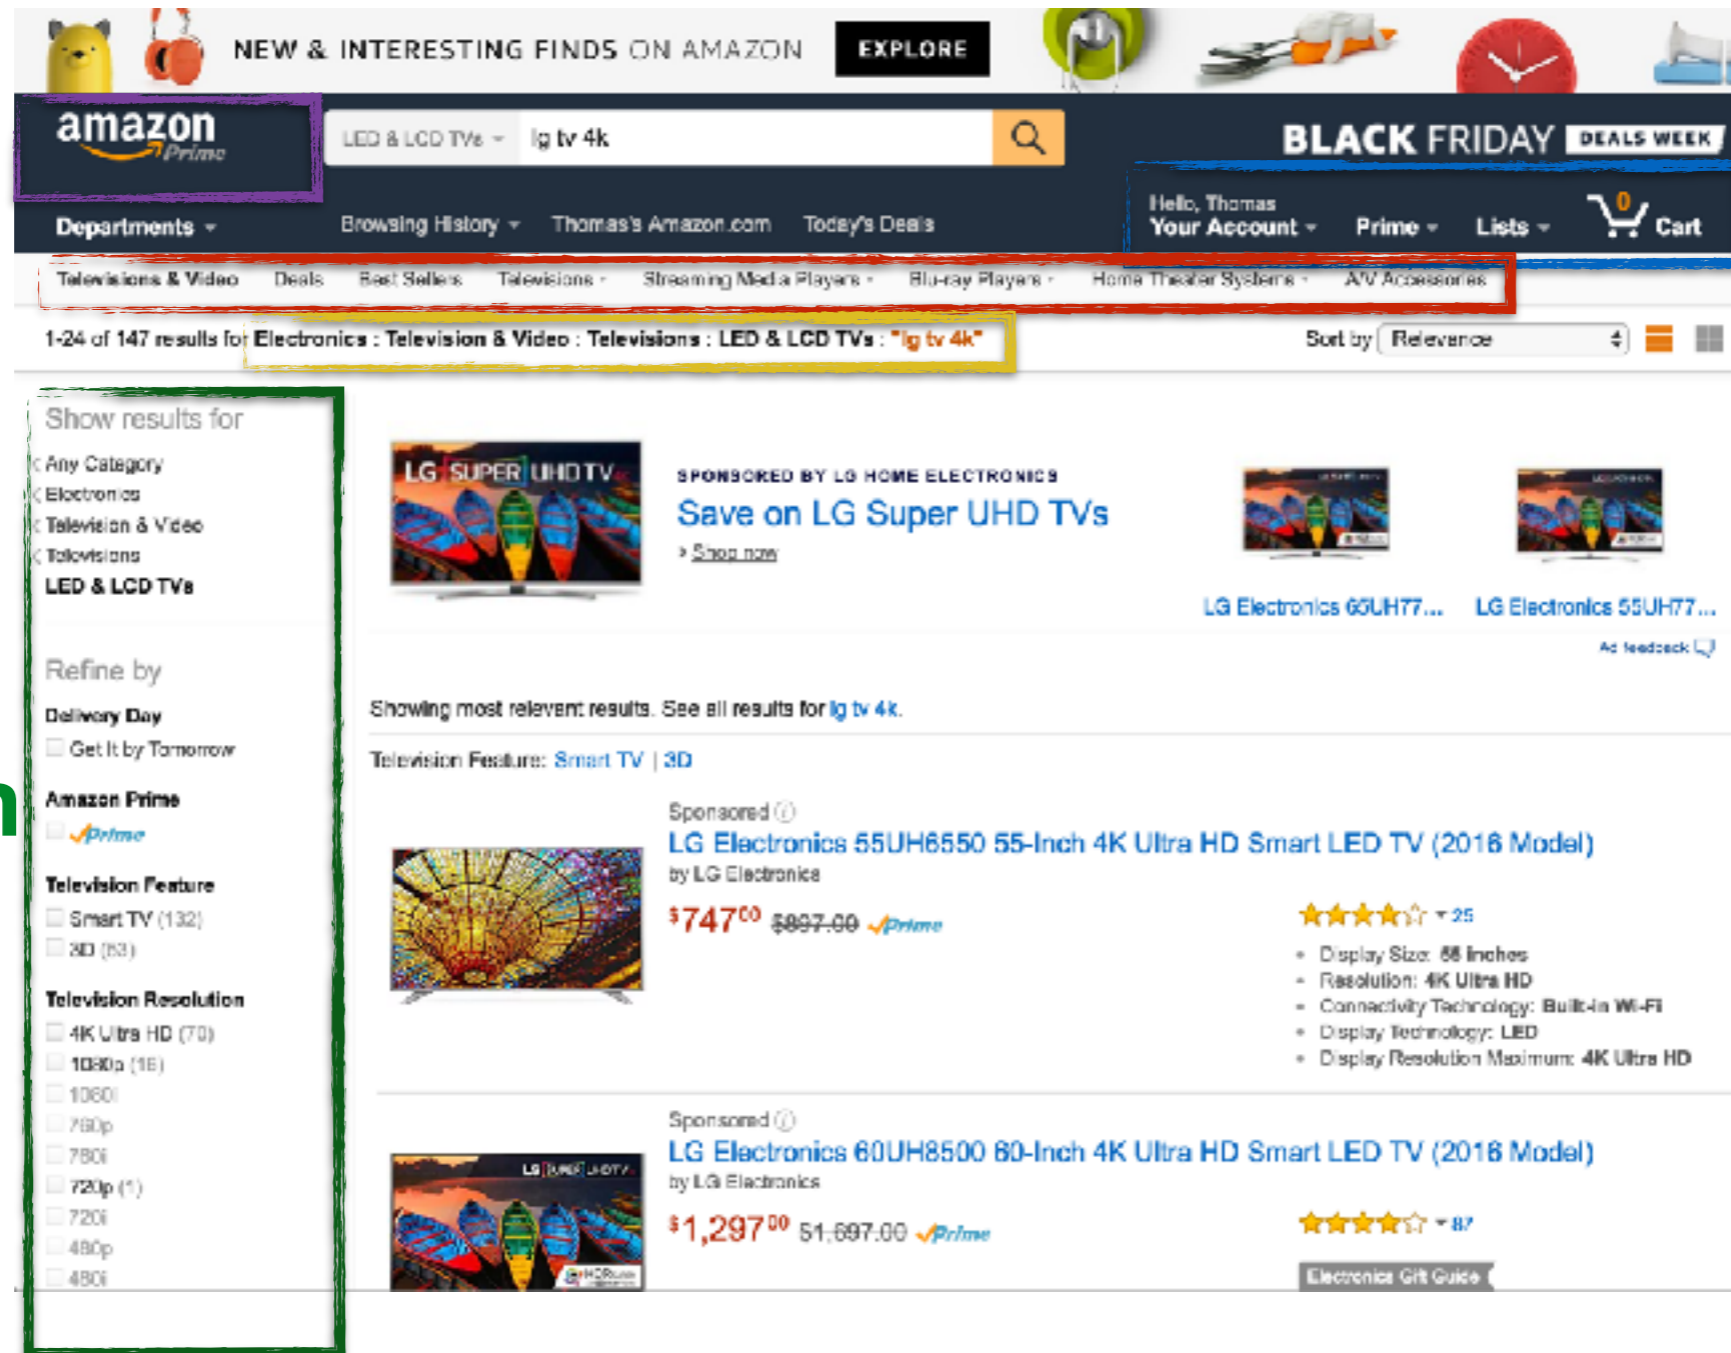 NEW & INTERESTING FINDS ON AMAZON EXPLORE
amazon Prime
LED & LCD TVs
lg tv 4k
BLACK FRIDAY DEALS WEEK
Departments
Browsing History Thomas's Amazon.com Today's Deals
Hello, Thomas
Your Account Prime Lists 0 Cart
Televisions & Video Deals Best Sellers Televisions Streaming Media Players Blu-ray Players Home Theater Systems A/V Accessories
1-24 of 147 results for Electronics : Television & Video : Televisions : LED & LCD TVs : "lg tv 4k"
Sort by Relevance
Show results for
‹ Any Category
‹ Electronics
‹ Television & Video
‹ Televisions
LED & LCD TVs
Refine by
Delivery Day
Get It by Tomorrow
n
Amazon Prime
Prime
Television Feature
Smart TV (132)
3D (63)
Television Resolution
4K Ultra HD (70)
1080p (16)
1080i
760p
780i
720p (1)
720i
480p
480i
LG SUPER UHD TV
SPONSORED BY LG HOME ELECTRONICS
Save on LG Super UHD TVs
› Shop now
LG Electronics 65UH77...
LG Electronics 55UH77...
Ad feedback
Showing most relevant results. See all results for lg tv 4k.
Television Feature: Smart TV | 3D
Sponsored
LG Electronics 55UH6550 55-Inch 4K Ultra HD Smart LED TV (2016 Model)
by LG Electronics
$74700 $897.00 Prime
25
• Display Size: 55 inches
• Resolution: 4K Ultra HD
• Connectivity Technology: Built-in Wi-Fi
• Display Technology: LED
• Display Resolution Maximum: 4K Ultra HD
Sponsored
LG Electronics 60UH8500 60-Inch 4K Ultra HD Smart LED TV (2016 Model)
by LG Electronics
LG SUPER UHD TV
$1,29700 $1,697.00 Prime
87
Electronics Gift Guide